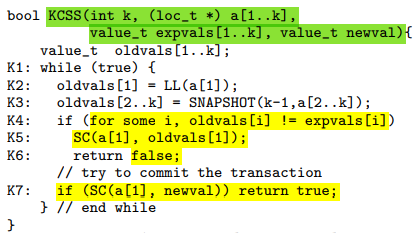 bool KCSS(int k, (loc_t *) a[1..k],
value_t expvals[1..k], value_t newval){
value_t oldvals[1..k];
K1: while (true) {
K2: oldvals[1] = LL(a[1]);
K3: oldvals[2..k] = SNAPSHOT(k-1,a[2..k]);
K4: if (for some i, oldvals[i] != expvals[i])
K5: SC(a[1], oldvals[1]);
K6: return false;
// try to commit the transaction
K7: if (SC(a[1], newval)) return true;
} // end while
}